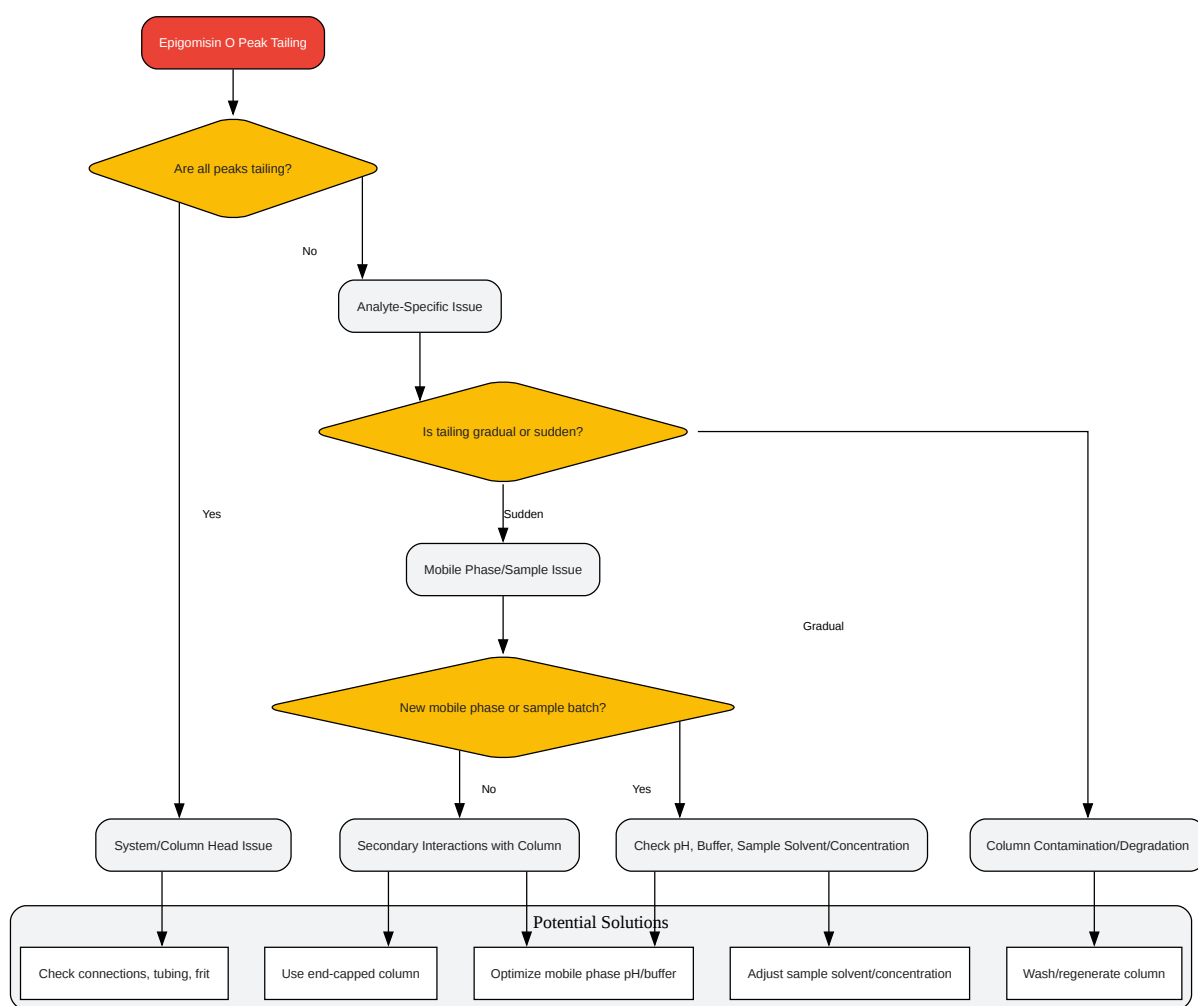 Epigomisin O Peak Tailing
Are all peaks tailing?
No
Analyte-Specific Issue
Is tailing gradual or sudden?
Yes
Sudden
Mobile Phase/Sample Issue
Gradual
New mobile phase or sample batch?
No
Yes
System/Column Head Issue
Secondary Interactions with Column
Check pH, Buffer, Sample Solvent/Concentration
Column Contamination/Degradation
Potential Solutions
Check connections, tubing, frit
Use end-capped column
Optimize mobile phase pH/buffer
Adjust sample solvent/concentration
Wash/regenerate column